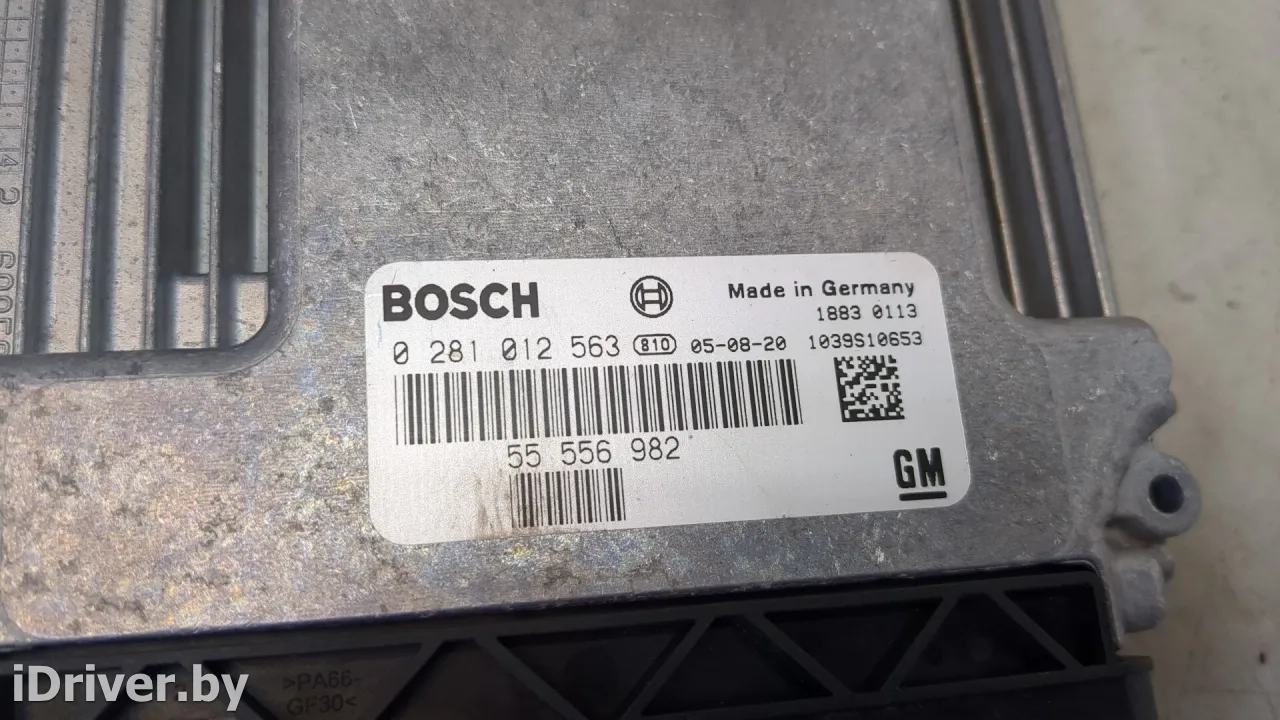 BOSCH
Made in Germany
1883 0113
0 281 012 563 810 05-08-20 1039S10653
55 556 982
GM
>PA66-
GF30<
iDriver.by